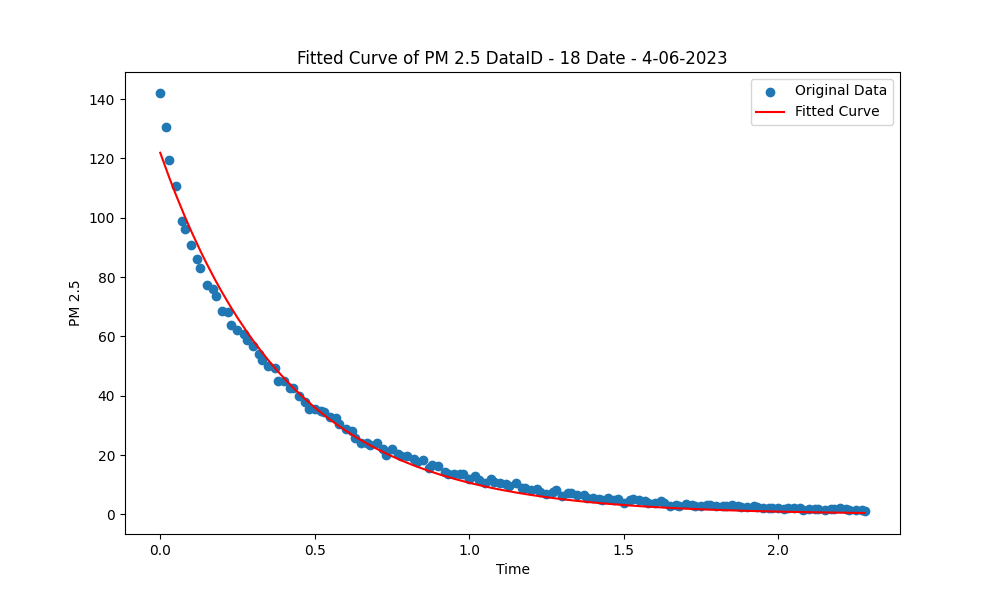 Fitted Curve of PM 2.5 DataID - 18 Date - 4-06-2023
Original Data
Fitted Curve
PM 2.5
140
120
100
80
60
40
20
0
0.0 0.5 1.0 1.5 2.0
Time